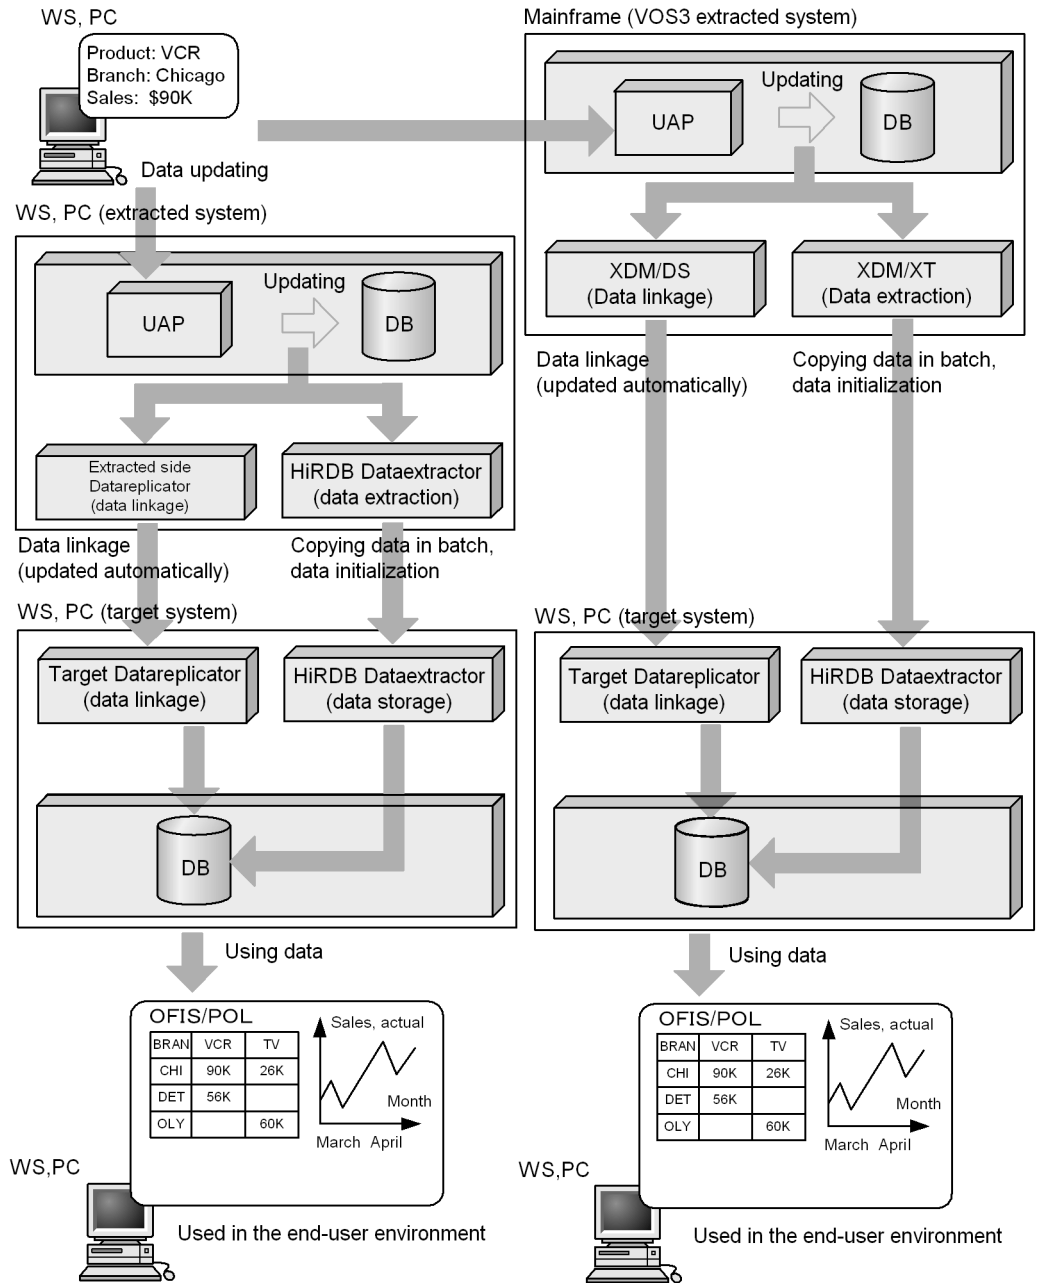 WS, PC
Product: VCR
Branch: Chicago
Sales: $90K
Data updating
Mainframe (VOS3 extracted system)
UAP
Updating
DB
XDM/DS
(Data linkage)
XDM/XT
(Data extraction)
Data linkage
(updated automatically)
Copying data in batch,
data initialization
WS, PC (extracted system)
UAP
Updating
DB
Extracted side
Datareplicator
(data linkage)
HiRDB Dataextractor
(data extraction)
Data linkage
(updated automatically)
Copying data in batch,
data initialization
WS, PC (target system)
Target Datareplicator
(data linkage)
HiRDB Dataextractor
(data storage)
DB
Using data
OFIS/POL
BRAN VCR TV
CHI 90K 26K
DET 56K
OLY 60K
Sales, actual
Month
March April
WS,PC
Used in the end-user environment
WS, PC (target system)
Target Datareplicator
(data linkage)
HiRDB Dataextractor
(data storage)
DB
Using data
OFIS/POL
BRAN VCR TV
CHI 90K 26K
DET 56K
OLY 60K
Sales, actual
Month
March April
WS,PC
Used in the end-user environment